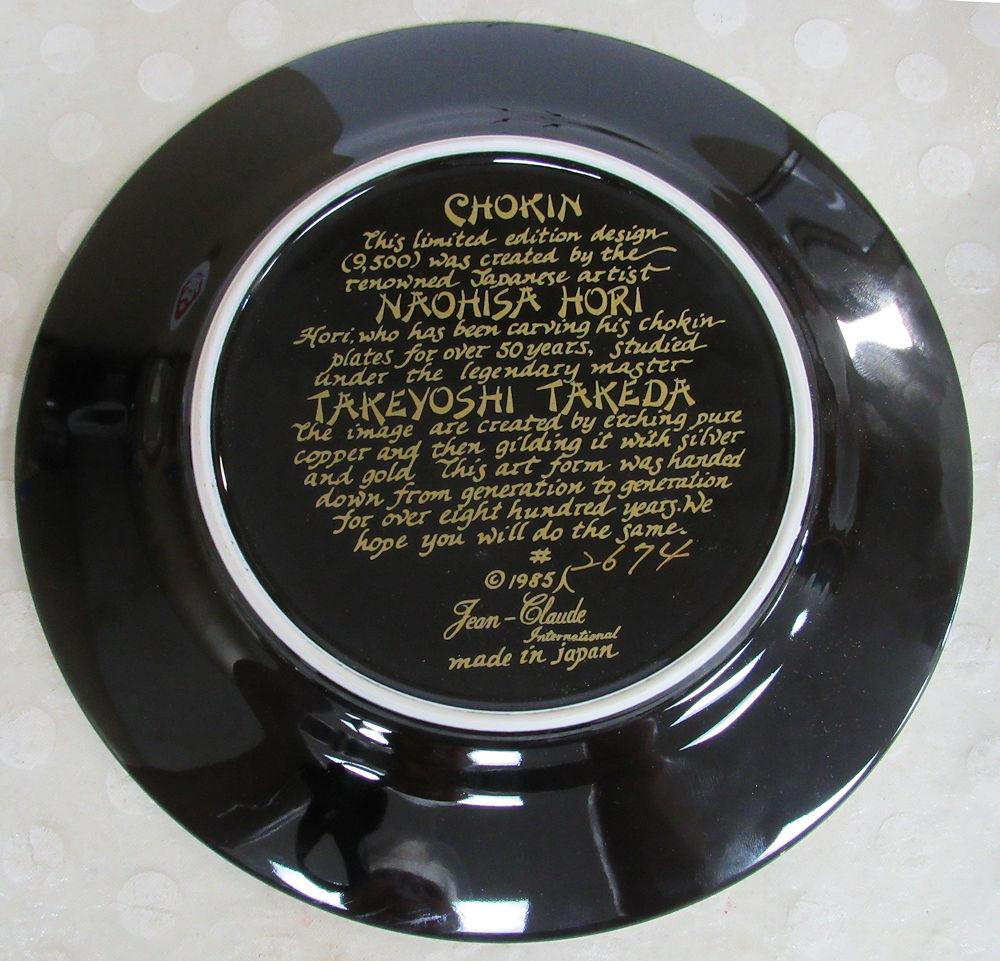 CHOKIN
This limited edition design
(9,500) was created by the
renowned Japanese artist
NAOHISA HORI
Hori, who has been carving his chokin
plates for over 50 years, studied
under the legendary master
TAKEYOSHI TAKEDA
The image are created by etching pure
copper and then gilding it with silver
and gold. This art form was handed
down from generation to generation
for over eight hundred years. We
hope you will do the same.
# 2674
© 1985
Jean-Claude
International
made in japan